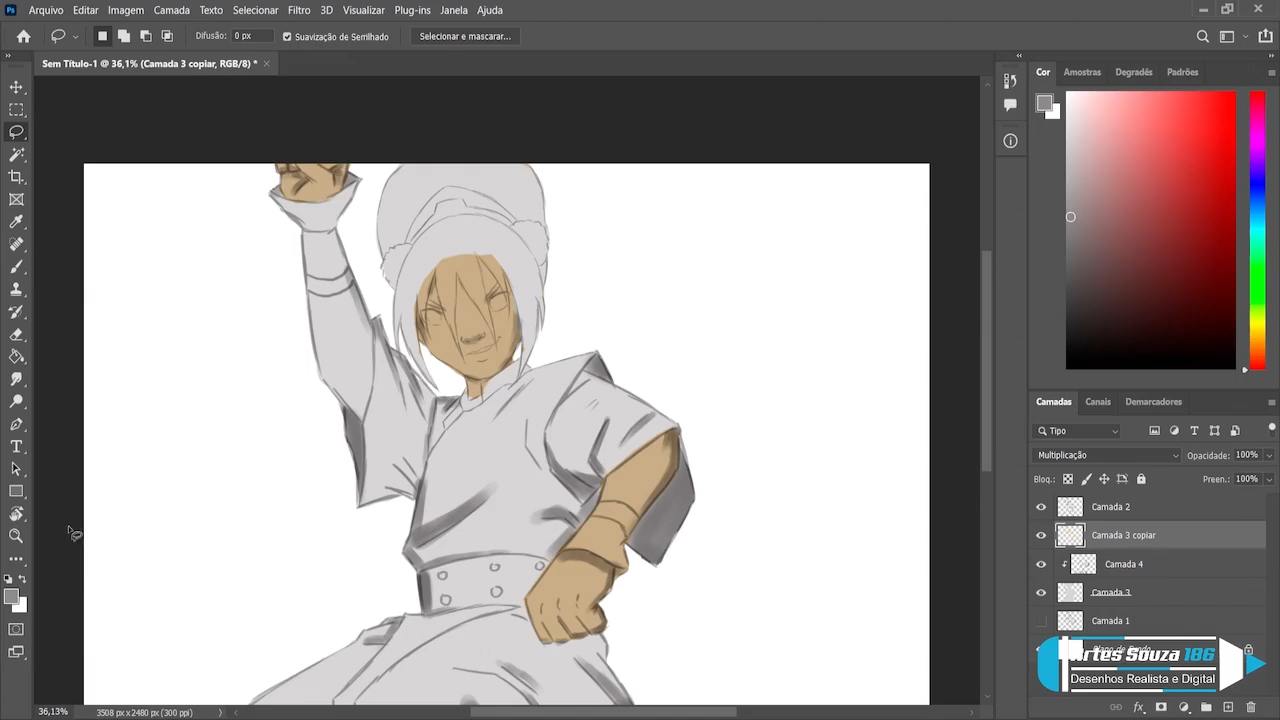 Ps Arquivo Editar Imagem Camada Texto Selecionar Filtro 3D Visualizar Plug-ins Janela Ajuda
Difusão: 0 px Suavização de Serrilhado Selecionar e mascarar...
Sem Título-1 @ 36,1% (Camada 3 copiar, RGB/8) *
Cor Amostras Degradês Padrões
Camadas Canais Demarcadores
Tipo
Multiplicação Opacidade: 100%
Bloq.: Preen.: 100%
Camada 2
Camada 3 copiar
Camada 4
Camada 3
Camada 1
Artes Souza 186
Desenhos Realista e Digital
36,13% 3508 px x 2480 px (300 ppi)